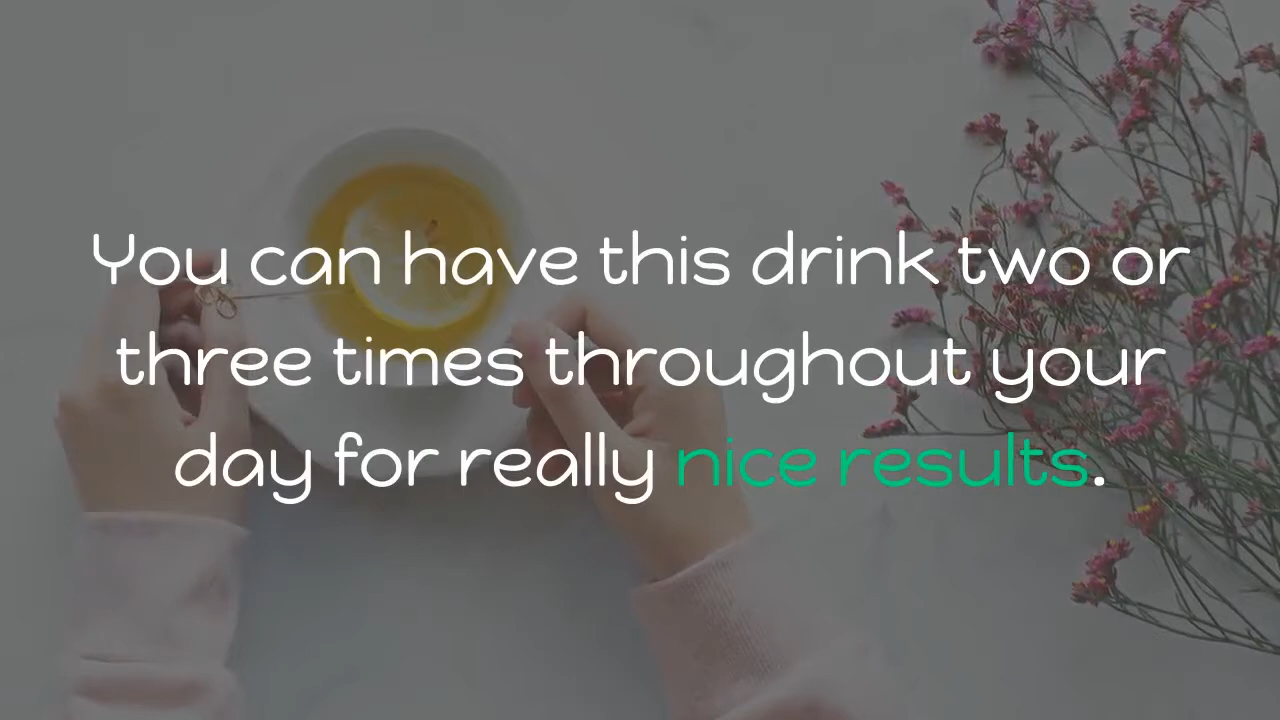 You can have this drink two or
three times throughout your
day for really nice results.